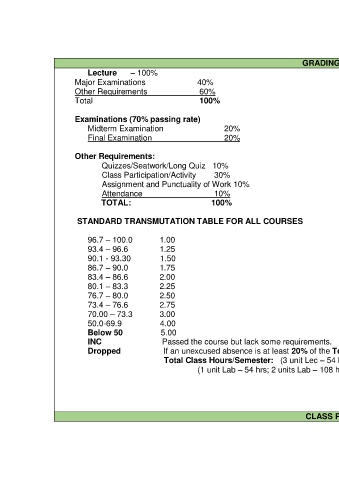 GRADING
Lecture – 100%
Major Examinations 40%
Other Requirements 60%
Total 100%
Examinations (70% passing rate)
Midterm Examination 20%
Final Examination 20%
Other Requirements:
Quizzes/Seatwork/Long Quiz 10%
Class Participation/Activity 30%
Assignment and Punctuality of Work 10%
Attendance 10%
TOTAL: 100%
STANDARD TRANSMUTATION TABLE FOR ALL COURSES
96.7 – 100.0 1.00
93.4 – 96.6 1.25
90.1 - 93.30 1.50
86.7 – 90.0 1.75
83.4 – 86.6 2.00
80.1 – 83.3 2.25
76.7 – 80.0 2.50
73.4 – 76.6 2.75
70.00 – 73.3 3.00
50.0-69.9 4.00
Below 50 5.00
INC Passed the course but lack some requirements.
Dropped If an unexcused absence is at least 20% of the
Total Class Hours/Semester: (3 unit Lec – 54
(1 unit Lab – 54 hrs; 2 units Lab – 108
CLASS